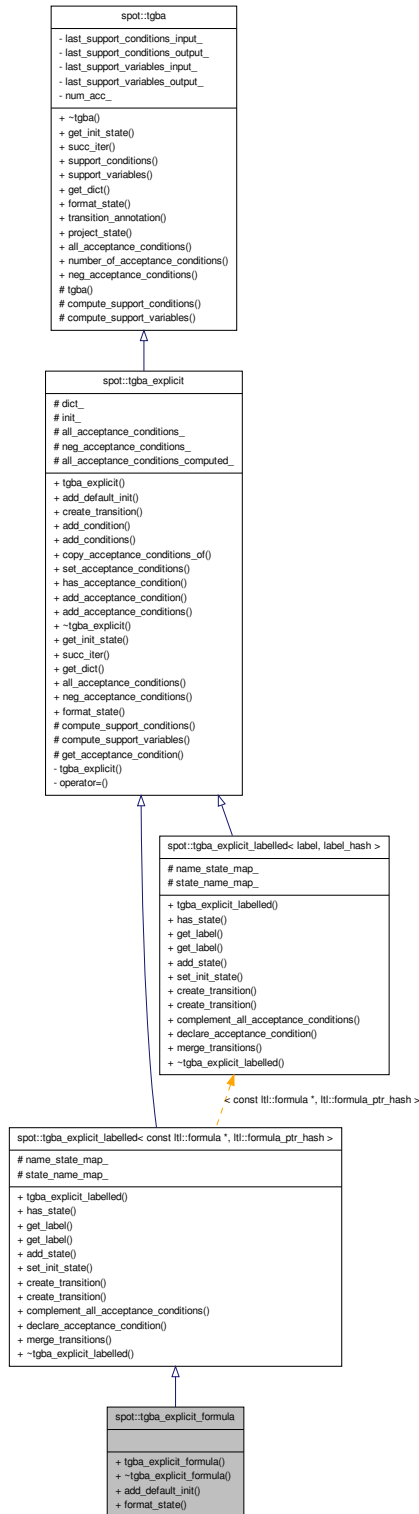 spot::tgba
- last_support_conditions_input_
- last_support_conditions_output_
- last_support_variables_input_
- last_support_variables_output_
- num_acc_
+ ~tgba()
+ get_init_state()
+ succ_iter()
+ support_conditions()
+ support_variables()
+ get_dict()
+ format_state()
+ transition_annotation()
+ project_state()
+ all_acceptance_conditions()
+ number_of_acceptance_conditions()
+ neg_acceptance_conditions()
# tgba()
# compute_support_conditions()
# compute_support_variables()
spot::tgba_explicit
# dict_
# init_
# all_acceptance_conditions_
# neg_acceptance_conditions_
# all_acceptance_conditions_computed_
+ tgba_explicit()
+ add_default_init()
+ create_transition()
+ add_condition()
+ add_conditions()
+ copy_acceptance_conditions_of()
+ set_acceptance_conditions()
+ has_acceptance_condition()
+ add_acceptance_condition()
+ add_acceptance_conditions()
+ ~tgba_explicit()
+ get_init_state()
+ succ_iter()
+ get_dict()
+ all_acceptance_conditions()
+ neg_acceptance_conditions()
+ format_state()
# compute_support_conditions()
# compute_support_variables()
# get_acceptance_condition()
- tgba_explicit()
- operator=()
spot::tgba_explicit_labelled< label, label_hash >
# name_state_map_
# state_name_map_
+ tgba_explicit_labelled()
+ has_state()
+ get_label()
+ get_label()
+ add_state()
+ set_init_state()
+ create_transition()
+ create_transition()
+ complement_all_acceptance_conditions()
+ declare_acceptance_condition()
+ merge_transitions()
+ ~tgba_explicit_labelled()
< const ltl::formula *, ltl::formula_ptr_hash >
spot::tgba_explicit_labelled< const ltl::formula *, ltl::formula_ptr_hash >
# name_state_map_
# state_name_map_
+ tgba_explicit_labelled()
+ has_state()
+ get_label()
+ get_label()
+ add_state()
+ set_init_state()
+ create_transition()
+ create_transition()
+ complement_all_acceptance_conditions()
+ declare_acceptance_condition()
+ merge_transitions()
+ ~tgba_explicit_labelled()
spot::tgba_explicit_formula
+ tgba_explicit_formula()
+ ~tgba_explicit_formula()
+ add_default_init()
+ format_state()